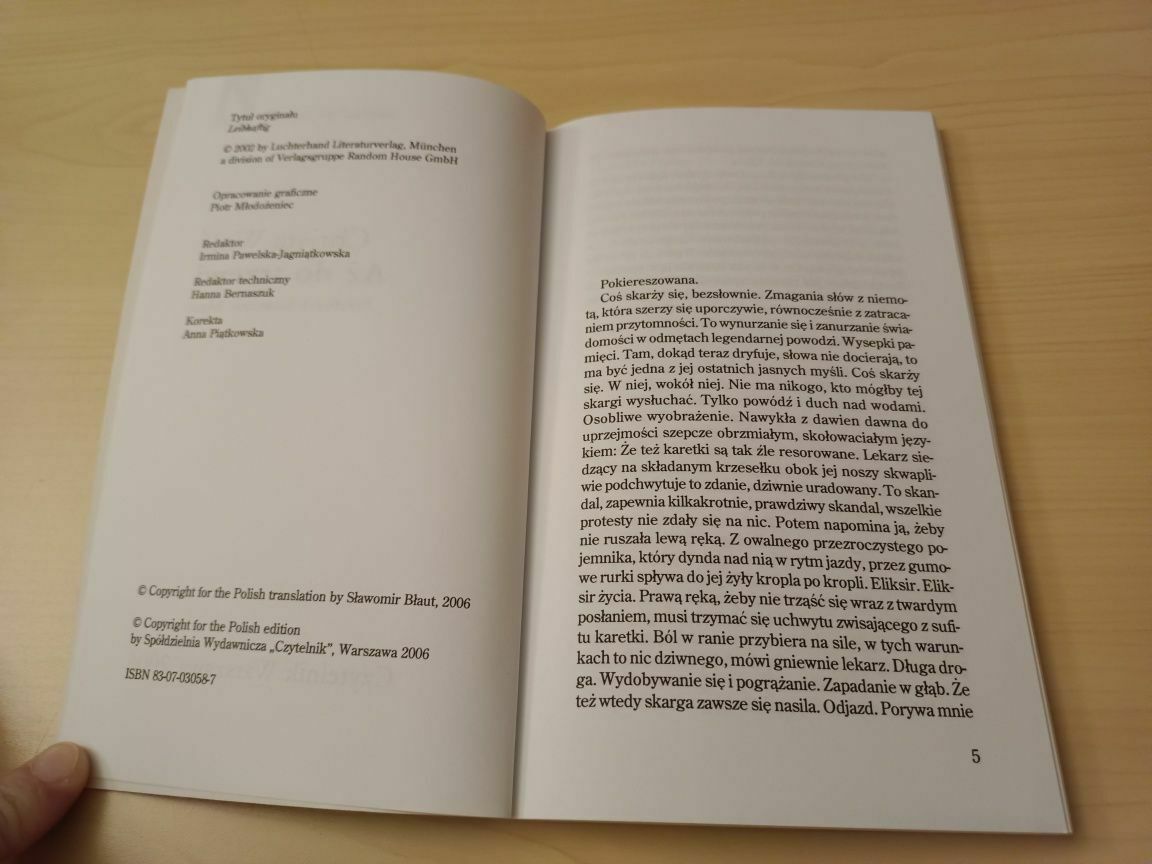 Tytuł oryginału
Leibhaftig
© 2002 by Luchterhand Literaturverlag, München
a division of Verlagsgruppe Random House GmbH
Opracowanie graficzne
Piotr Młodożeniec
Redaktor
Irmina Pawelska-Jagniątkowska
Redaktor techniczny
Hanna Bernaszuk
Korekta
Anna Piątkowska
© Copyright for the Polish translation by Sławomir Błaut, 2006
© Copyright for the Polish edition
by Spółdzielnia Wydawnicza „Czytelnik”, Warszawa 2006
ISBN 83-07-03058-7
Pokiereszowana.
Coś skarży się, bezsłownie. Zmagania słów z niemo-
tą, która szerzy się uporczywie, równocześnie z zatraca-
niem przytomności. To wynurzanie się i zanurzanie świa-
domości w odmętach legendarnej powodzi. Wysepki pa-
mięci. Tam, dokąd teraz dryfuje, słowa nie docierają, to
ma być jedna z jej ostatnich jasnych myśli. Coś skarży
się. W niej, wokół niej. Nie ma nikogo, kto mógłby tej
skargi wysłuchać. Tylko powódź i duch nad wodami.
Osobliwe wyobrażenie. Nawykła z dawien dawna do
uprzejmości szepcze obrzmiałym, skołowaciałym języ-
kiem: Że też karetki są tak źle resorowane. Lekarz sie-
dzący na składanym krzesełku obok jej noszy skwapli-
wie podchwytuje to zdanie, dziwnie uradowany. To skan-
dal, zapewnia kilkakrotnie, prawdziwy skandal, wszelkie
protesty nie zdały się na nic. Potem napomina ją, żeby
nie ruszała lewą ręką. Z owalnego przezroczystego po-
jemnika, który dynda nad nią w rytm jazdy, przez gumo-
we rurki spływa do jej żyły kropla po kropli. Eliksir. Elik-
sir życia. Prawą ręką, żeby nie trząść się wraz z twardym
posłaniem, musi trzymać się uchwytu zwisającego z sufi-
tu karetki. Ból w ranie przybiera na sile, w tych warun-
kach to nic dziwnego, mówi gniewnie lekarz. Długa dro-
ga. Wydobywanie się i pogrążanie. Zapadanie w głąb. Że
też wtedy skarga zawsze się nasila. Odjazd. Porywa mnie
5